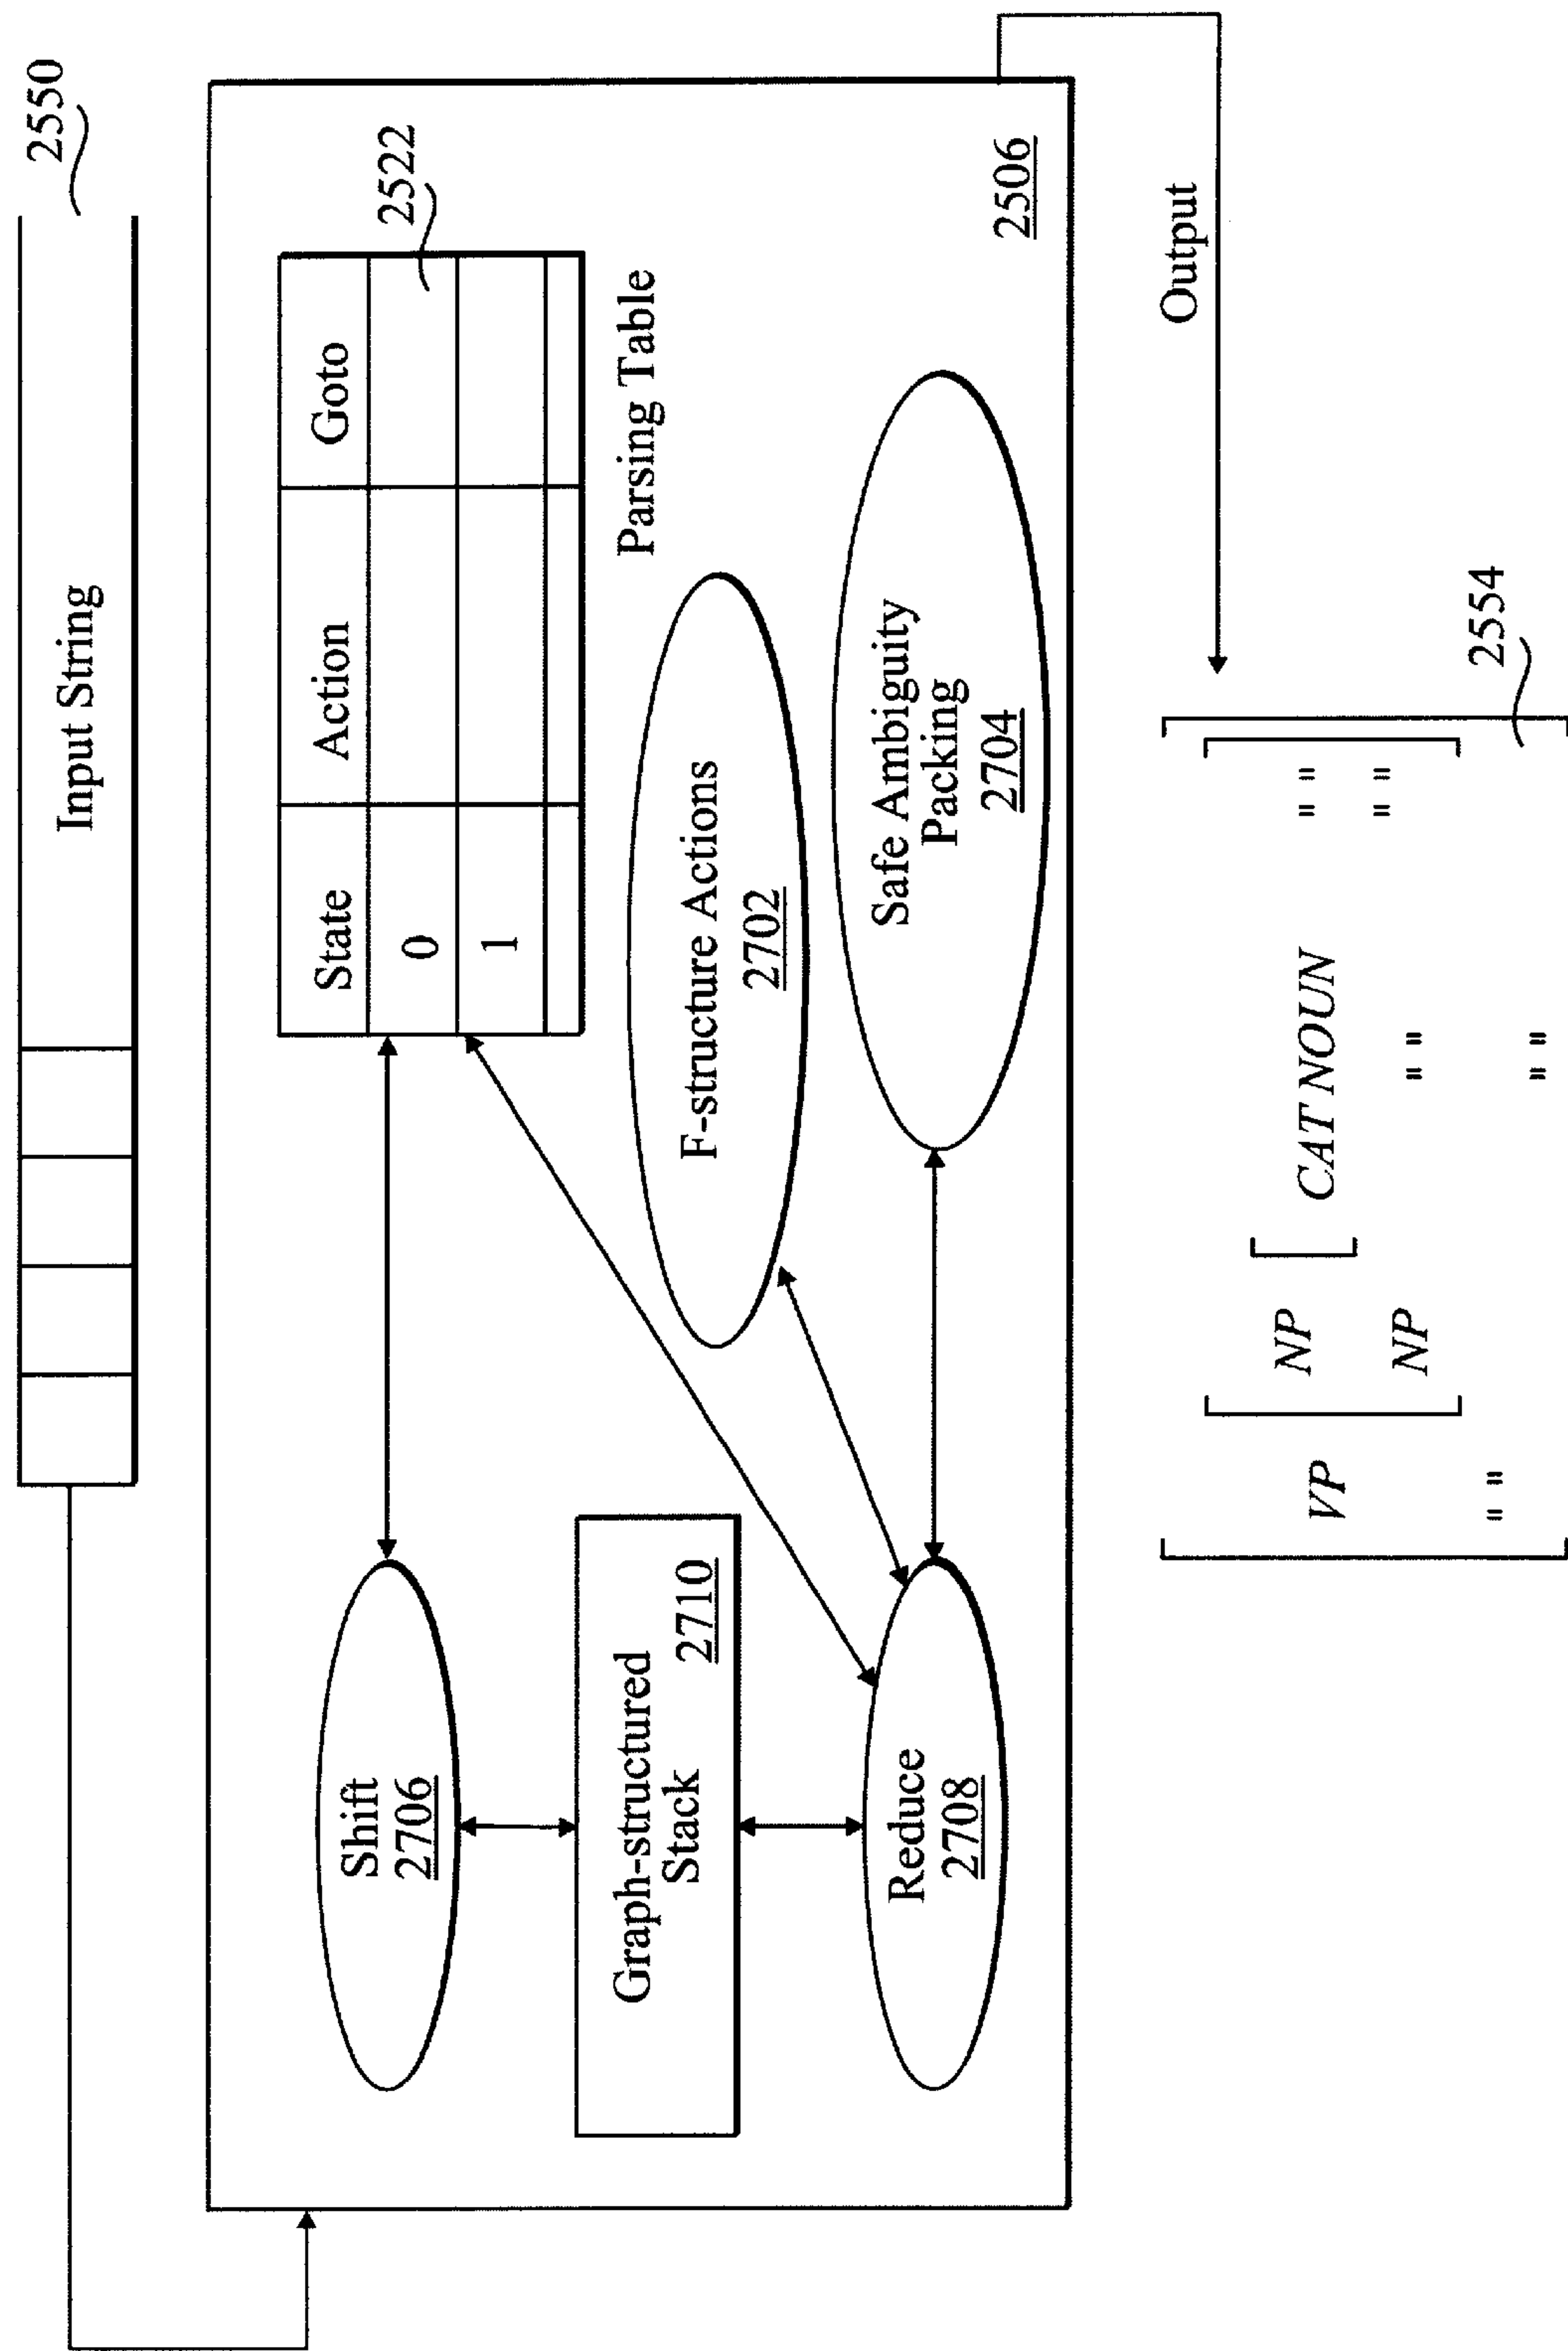 Input String
2550
State Action Goto
0
1
2522
Parsing Table
Shift
2706
Graph-structured
Stack 2710
Reduce
2708
F-structure Actions
2702
Safe Ambiguity
Packing
2704
2506
Output
VP [ NP [ CAT NOUN " "
" "
NP " "
" " " "
2554